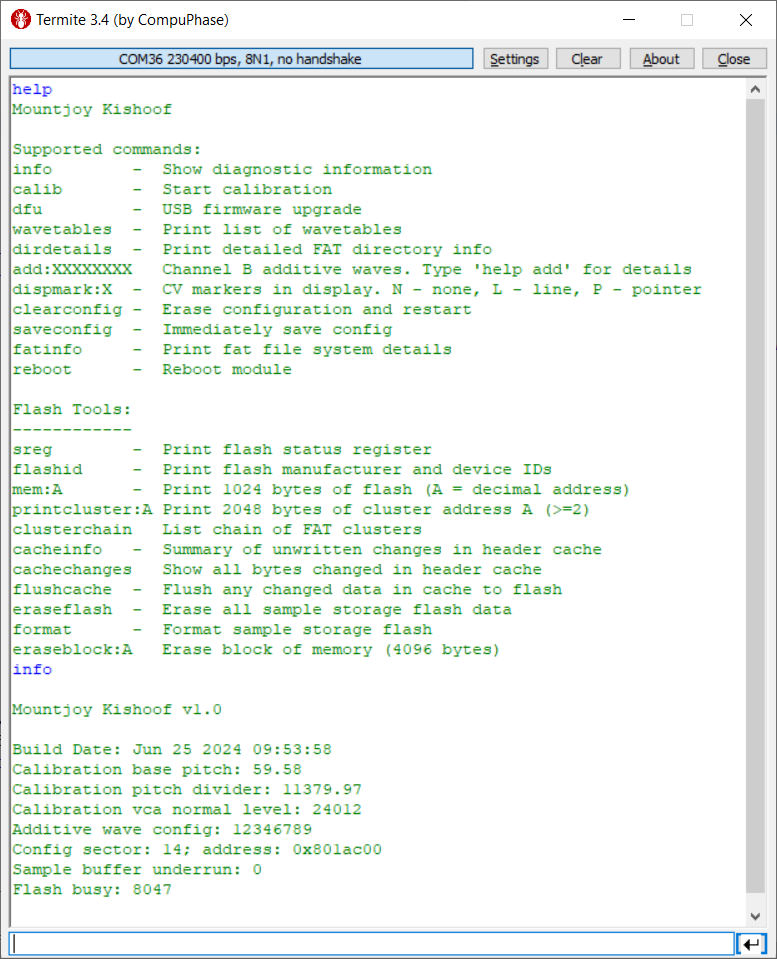 Termite 3.4 (by CompuPhase)
COM36 230400 bps, 8N1, no handshake
Settings
Clear
About
Close
help
Mountjoy Kishoof
Supported commands:
info        -  Show diagnostic information
calib       -  Start calibration
dfu         -  USB firmware upgrade
wavetables  -  Print list of wavetables
dirdetails  -  Print detailed FAT directory info
add:XXXXXXXX   Channel B additive waves. Type 'help add' for details
dispmark:X  -  CV markers in display. N - none, L - line, P - pointer
clearconfig -  Erase configuration and restart
saveconfig  -  Immediately save config
fatinfo     -  Print fat file system details
reboot      -  Reboot module
Flash Tools:
------------
sreg        -  Print flash status register
flashid     -  Print flash manufacturer and device IDs
mem:A       -  Print 1024 bytes of flash (A = decimal address)
printcluster:A Print 2048 bytes of cluster address A (>=2)
clusterchain   List chain of FAT clusters
cacheinfo   -  Summary of unwritten changes in header cache
cachechanges   Show all bytes changed in header cache
flushcache  -  Flush any changed data in cache to flash
eraseflash  -  Erase all sample storage flash data
format      -  Format sample storage flash
eraseblock:A   Erase block of memory (4096 bytes)
info
Mountjoy Kishoof v1.0
Build Date: Jun 25 2024 09:53:58
Calibration base pitch: 59.58
Calibration pitch divider: 11379.97
Calibration vca normal level: 24012
Additive wave config: 12346789
Config sector: 14; address: 0x801ac00
Sample buffer underrun: 0
Flash busy: 8047